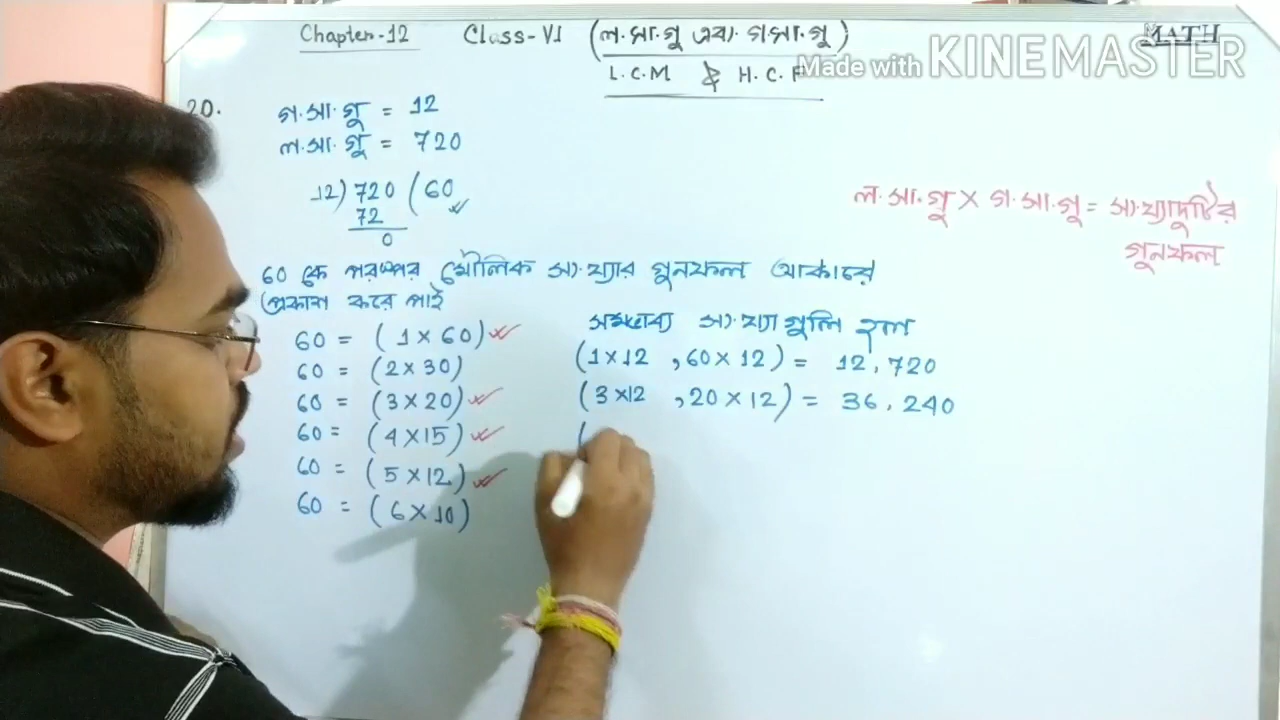 Chapter-12 Class-VI (ল.সা.গু এবং গসা.গু) MATH
L.C.M & H.C.F
Made with KINEMASTER
20.
গ.সা.গু = 12
ল.সা.গু = 720
12) 720 (60
72
0
ল.সা.গু × গ.সা.গু = সংখ্যাদুটির
গুনফল
60 কে পরস্পর মৌলিক সংখ্যার গুনফল আকারে
প্রকাশ করে পাই
60 = (1 × 60)
60 = (2 × 30)
60 = (3 × 20)
60 = (4 × 15)
60 = (5 × 12)
60 = (6 × 10)
সম্ভাব্য সংখ্যাগুলি হল
(1 × 12 , 60 × 12) = 12, 720
(3 × 12 , 20 × 12) = 36, 240
(